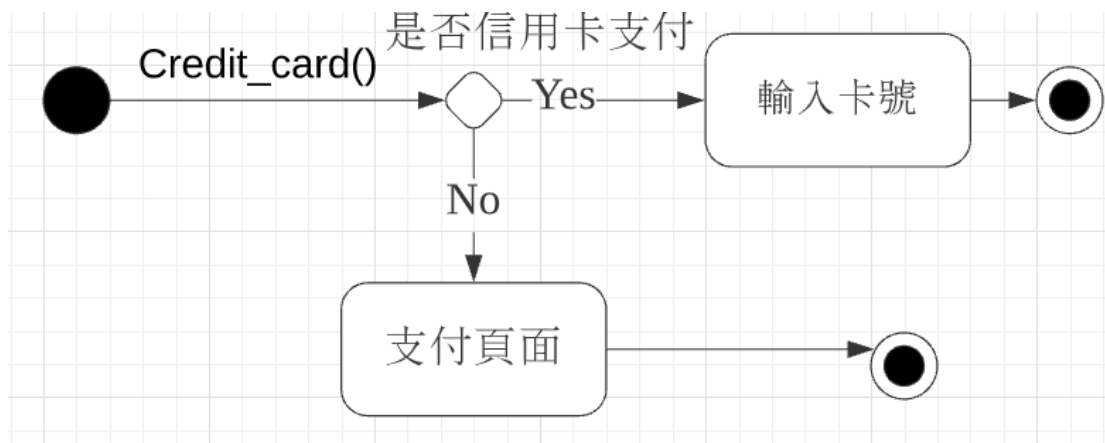 是否信用卡支付
Credit_card()
Yes
輸入卡號
No
支付頁面